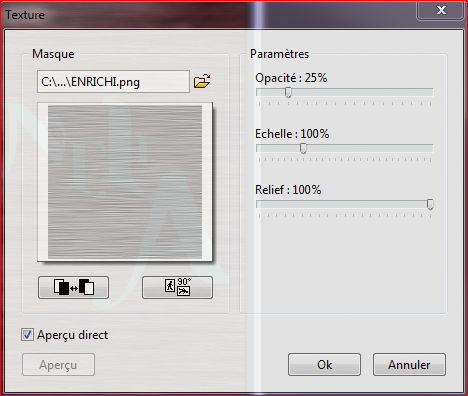 Texture
Masque
C:\...\ENRICHI.png
90°
Aperçu direct
Aperçu
Paramètres
Opacité : 25%
Echelle : 100%
Relief : 100%
Ok
Annuler